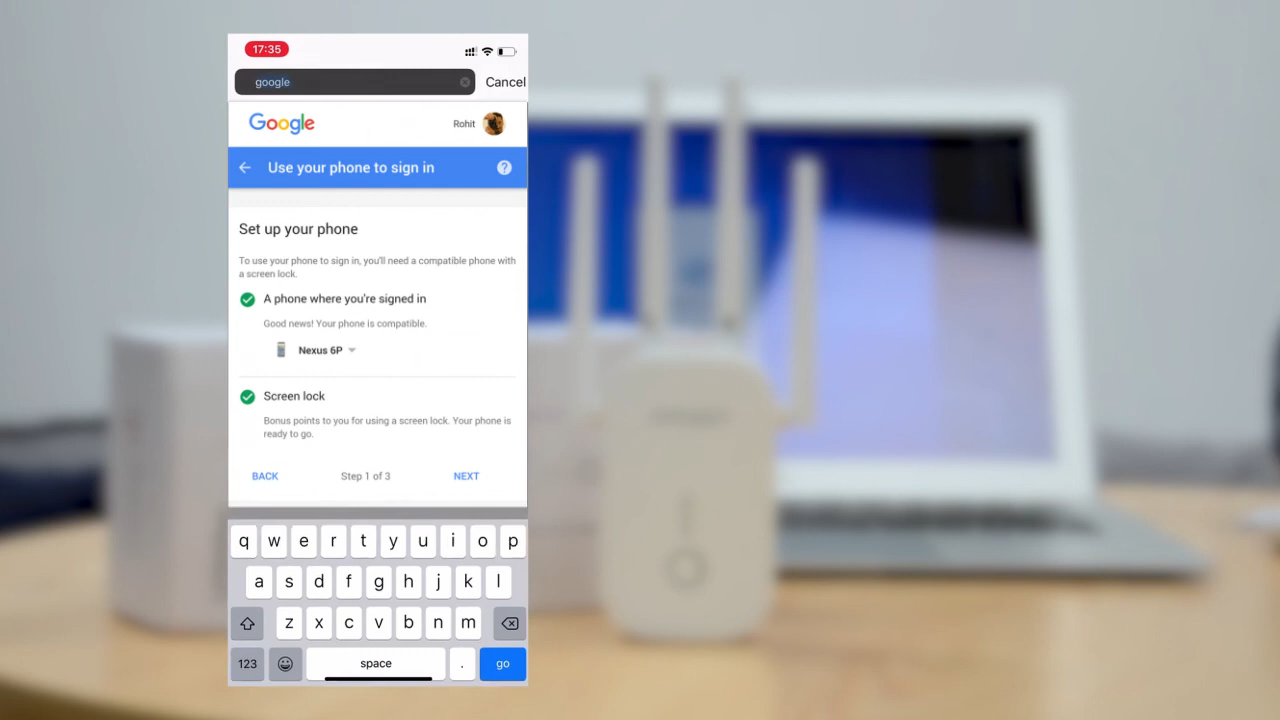 17:35
google
Cancel
Google
Rohit
Use your phone to sign in
?
Set up your phone
To use your phone to sign in, you'll need a compatible phone with
a screen lock.
A phone where you're signed in
Good news! Your phone is compatible.
Nexus 6P
Screen lock
Bonus points to you for using a screen lock. Your phone is
ready to go.
BACK
Step 1 of 3
NEXT
q w e r t y u i o p
a s d f g h j k l
z x c v b n m
123
space
.
go